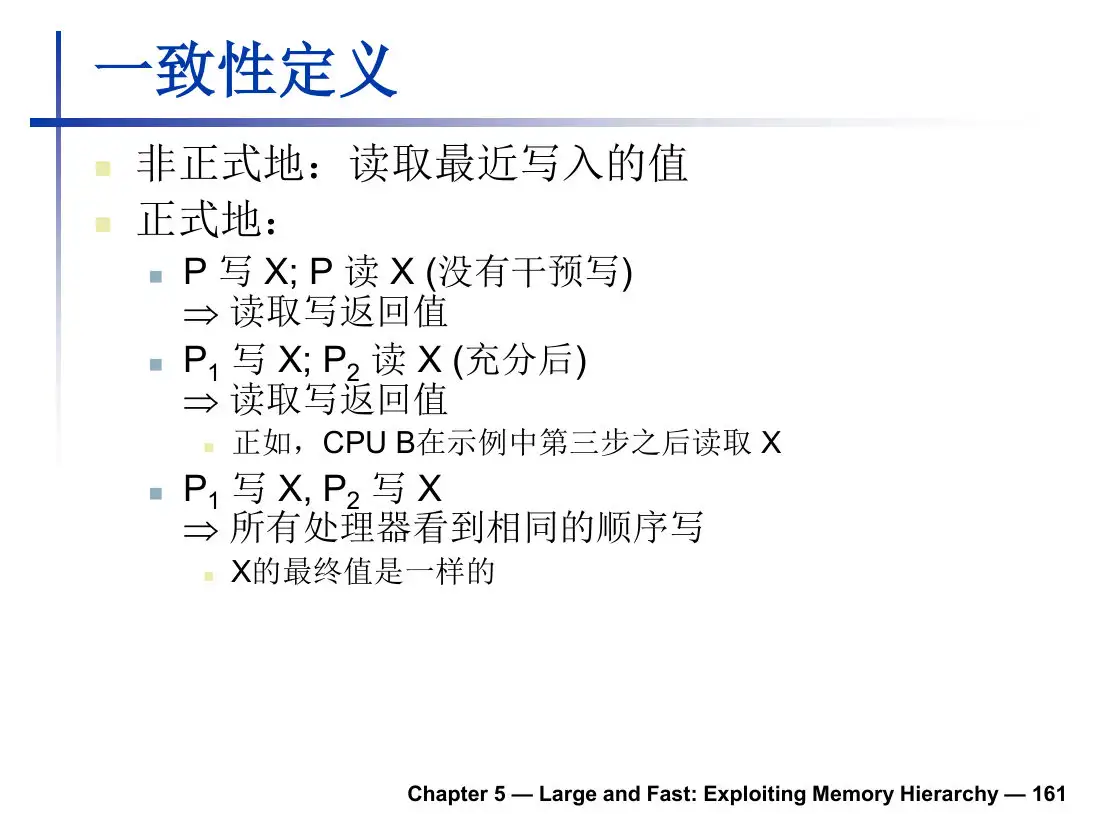 一致性定义
非正式地：读取最近写入的值
正式地：
P 写 X; P 读 X (没有干预写)
⇒ 读取写返回值
P₁ 写 X; P₂ 读 X (充分后)
⇒ 读取写返回值
正如，CPU B在示例中第三步之后读取 X
P₁ 写 X, P₂ 写 X
⇒ 所有处理器看到相同的顺序写
X的最终值是一样的
Chapter 5 — Large and Fast: Exploiting Memory Hierarchy — 161